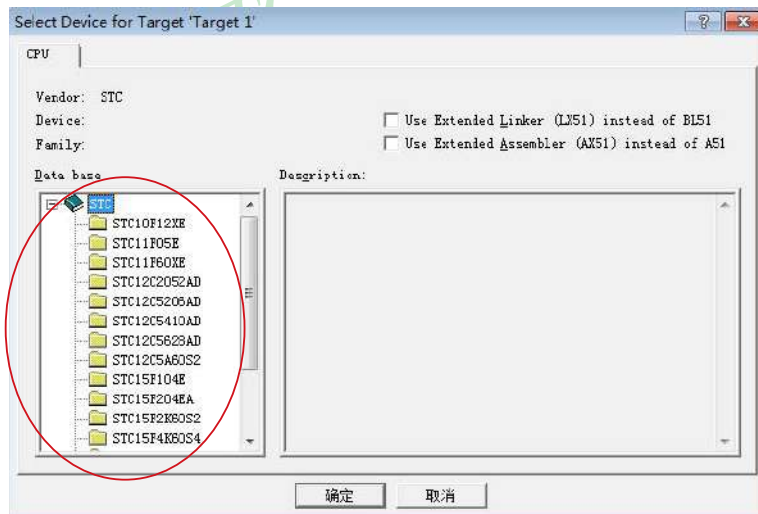 Select Device for Target 'Target 1'
CPU
Vendor: STC
Device:
Use Extended Linker (LX51) instead of BL51
Family:
Use Extended Assembler (AX51) instead of A51
Data base
Description:
STC
STC10F12XE
STC11F05E
STC11F60XE
STC12C2052AD
STC12C5206AD
STC12C5410AD
STC12C5628AD
STC12C5A60S2
STC15F104E
STC15F204EA
STC15F2K60S2
STC15F4K60S4
确定
取消